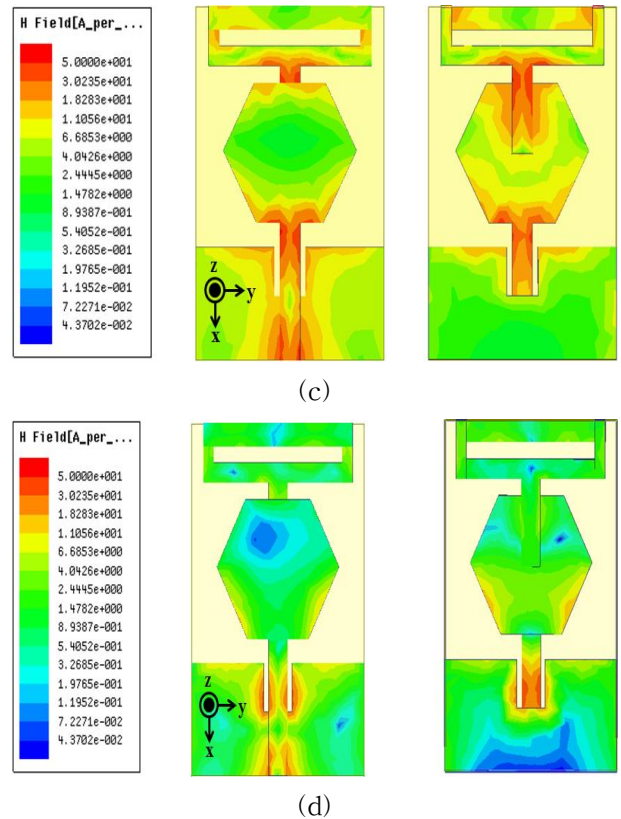 H Field[A_per_...
5.0000e+001
3.0235e+001
1.8283e+001
1.1056e+001
6.6853e+000
4.0426e+000
2.4445e+000
1.4782e+000
8.9387e-001
5.4052e-001
3.2685e-001
1.9765e-001
1.1952e-001
7.2271e-002
4.3702e-002
z
y
x
(c)
H Field[A_per_...
5.0000e+001
3.0235e+001
1.8283e+001
1.1056e+001
6.6853e+000
4.0426e+000
2.4445e+000
1.4782e+000
8.9387e-001
5.4052e-001
3.2685e-001
1.9765e-001
1.1952e-001
7.2271e-002
4.3702e-002
z
y
x
(d)